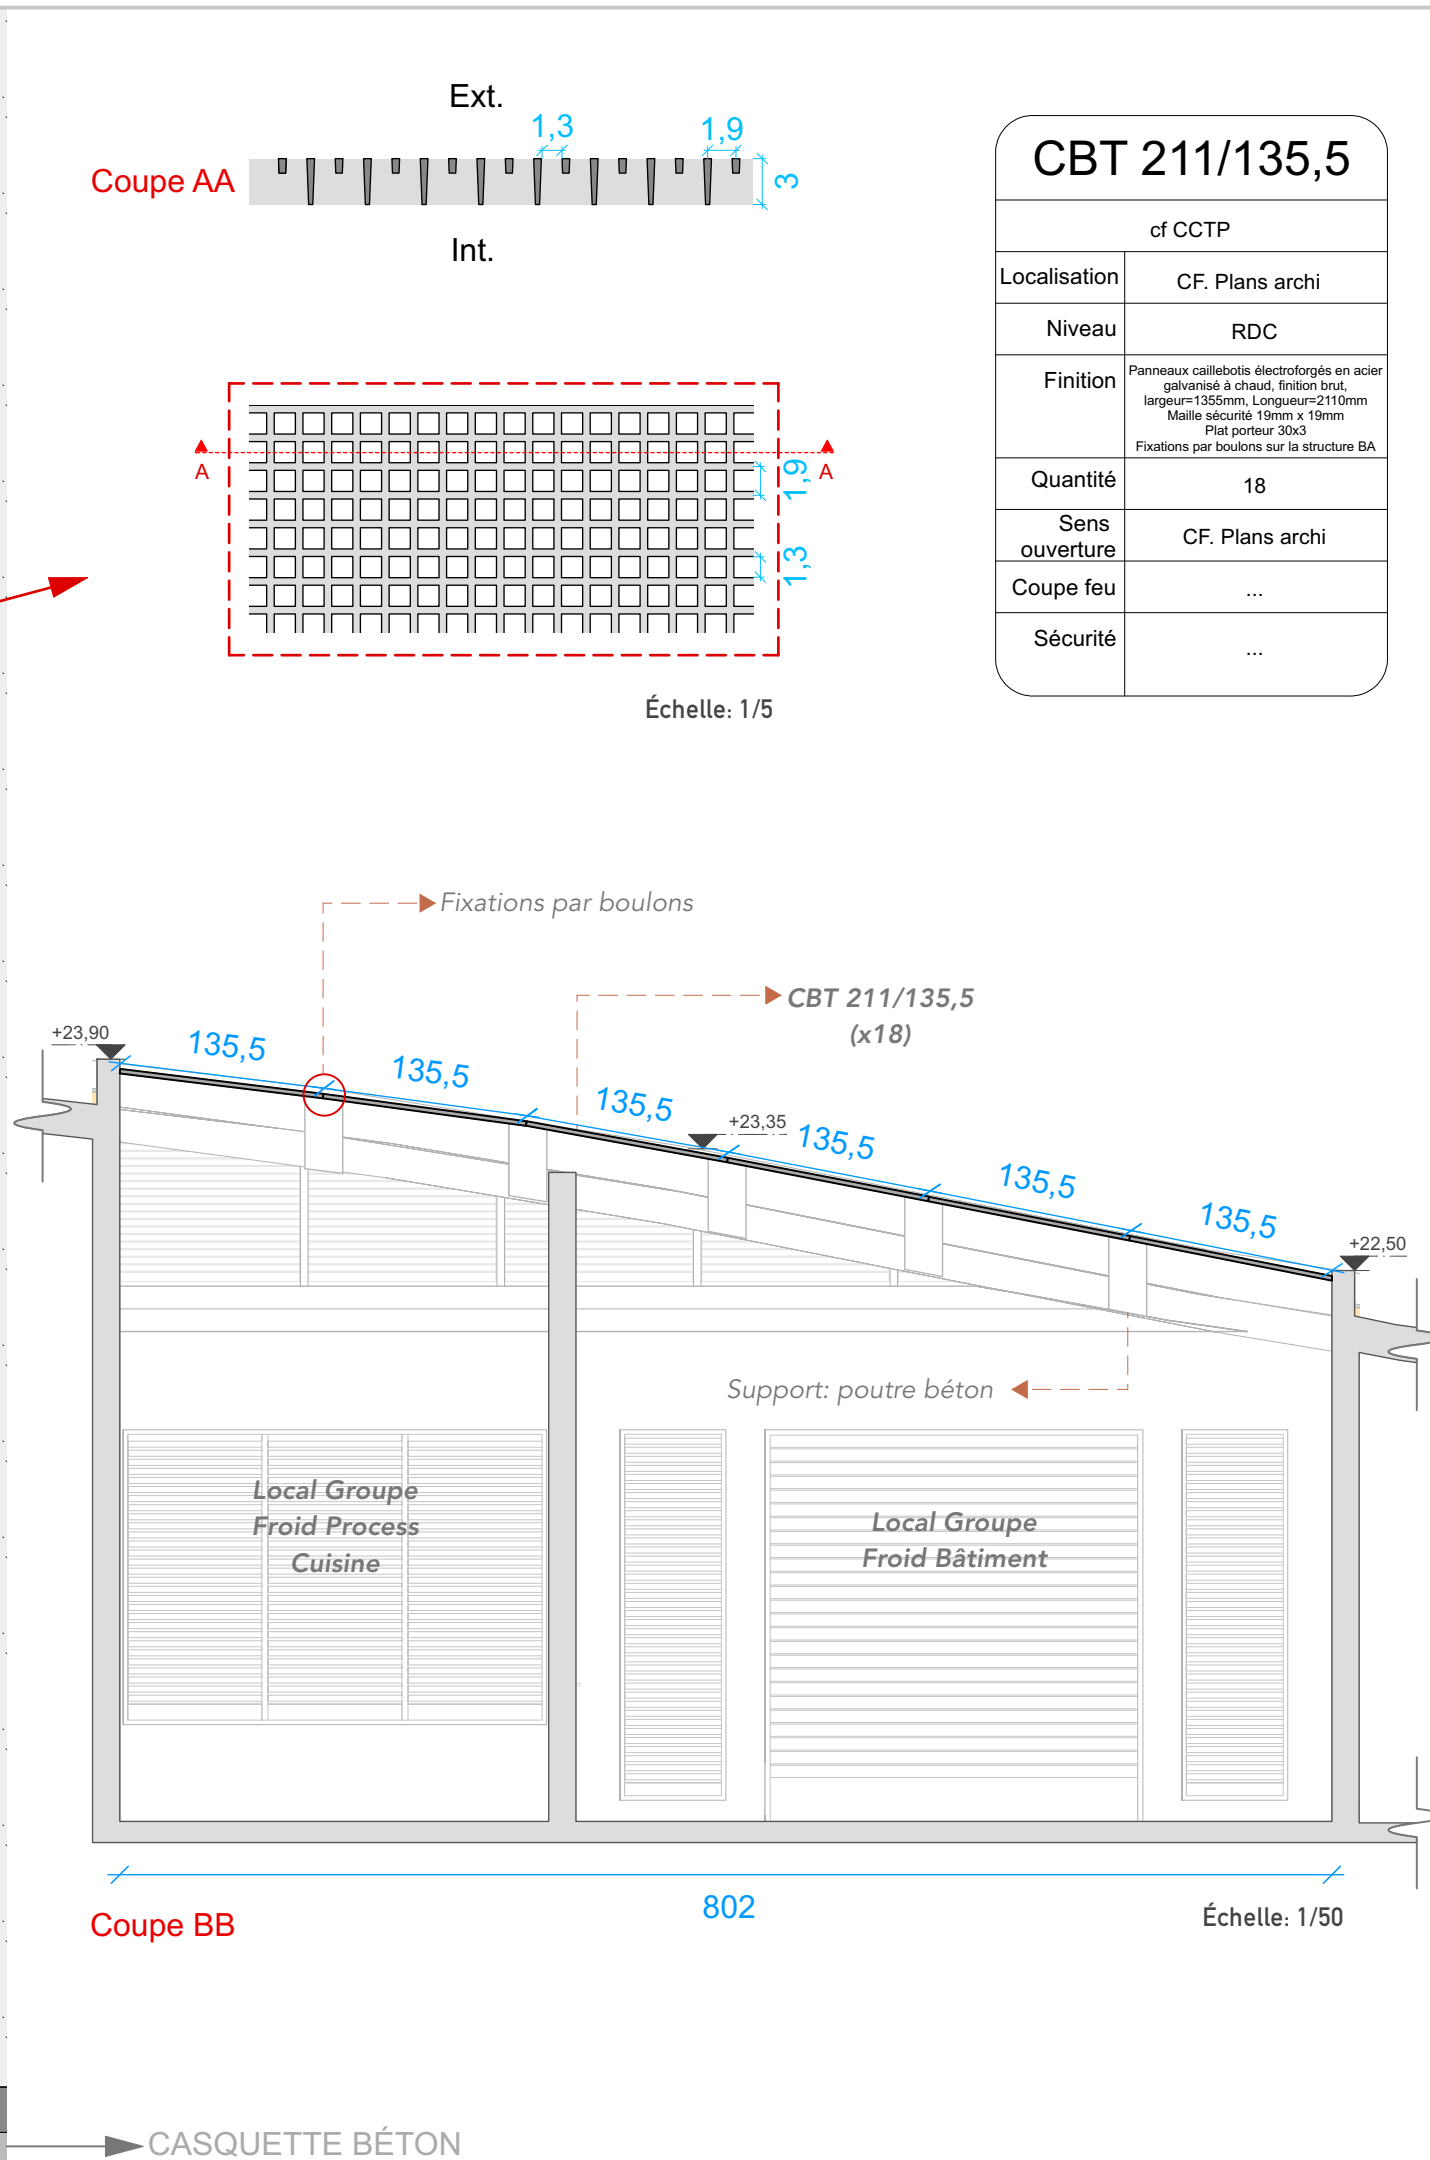 Ext.
1,3
1,9
Coupe AA
3
Int.
CBT 211/135,5
cf CCTP
Localisation
CF. Plans archi
Niveau
RDC
Finition
Panneaux caillebotis électroforgés en acier
galvanisé à chaud, finition brut,
largeur=1355mm, Longueur=2110mm
Maille sécurité 19mm x 19mm
Plat porteur 30x3
Fixations par boulons sur la structure BA
Quantité
18
Sens
ouverture
CF. Plans archi
Coupe feu
...
Sécurité
...
A
A
1,9
1,3
Échelle: 1/5
Fixations par boulons
CBT 211/135,5
(x18)
+23,90
135,5
135,5
135,5
+23,35
135,5
135,5
135,5
+22,50
Support: poutre béton
Local Groupe
Froid Process
Cuisine
Local Groupe
Froid Bâtiment
802
Coupe BB
Échelle: 1/50
CASQUETTE BÉTON